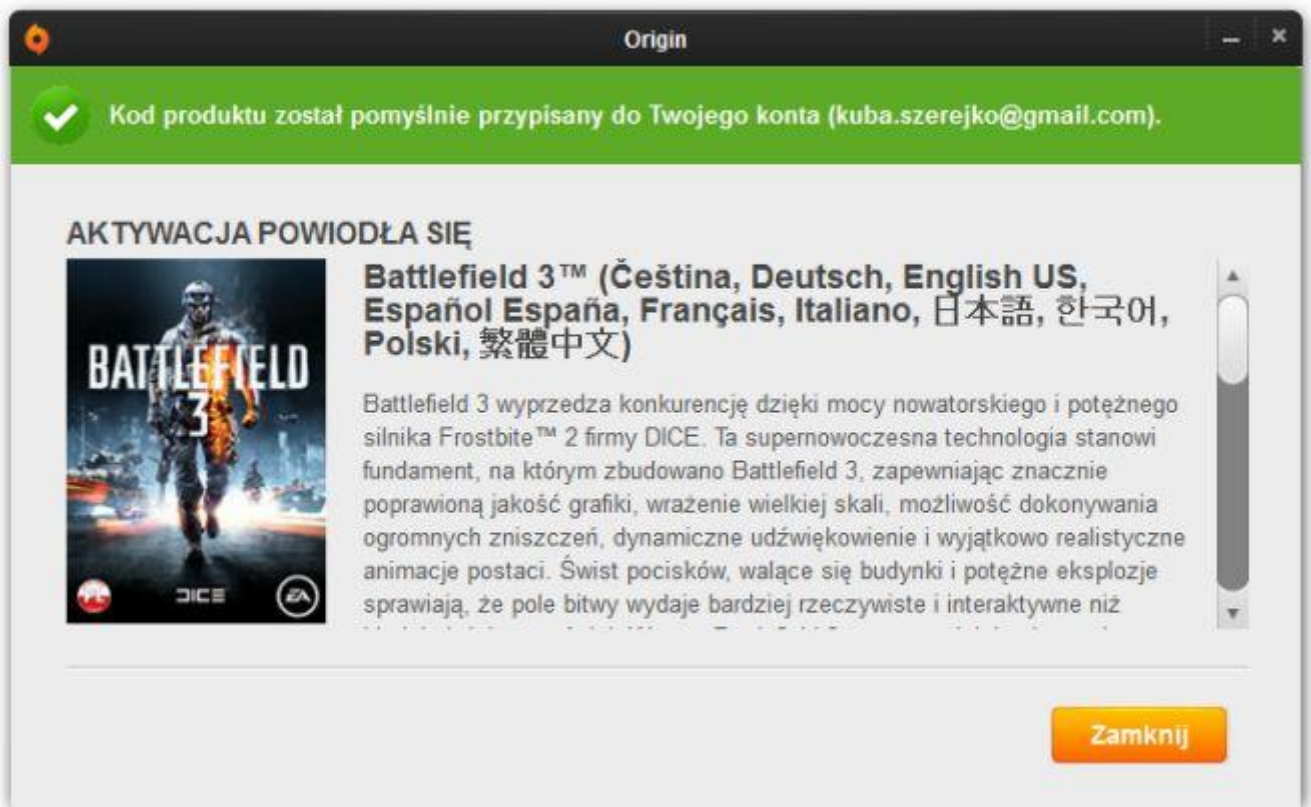 Origin
Kod produktu został pomyślnie przypisany do Twojego konta (kuba.szerejko@gmail.com).
AKTYWACJA POWIODŁA SIĘ
BATTLEFIELD
3
PL
DICE
EA
Battlefield 3™ (Čeština, Deutsch, English US,
Español España, Français, Italiano, 日本語, 한국어,
Polski, 繁體中文)
Battlefield 3 wyprzedza konkurencję dzięki mocy nowatorskiego i potężnego
silnika Frostbite™ 2 firmy DICE. Ta supernowoczesna technologia stanowi
fundament, na którym zbudowano Battlefield 3, zapewniając znacznie
poprawioną jakość grafiki, wrażenie wielkiej skali, możliwość dokonywania
ogromnych zniszczeń, dynamiczne udźwiękowienie i wyjątkowo realistyczne
animacje postaci. Świst pocisków, walące się budynki i potężne eksplozje
sprawiają, że pole bitwy wydaje bardziej rzeczywiste i interaktywne niż
Zamknij